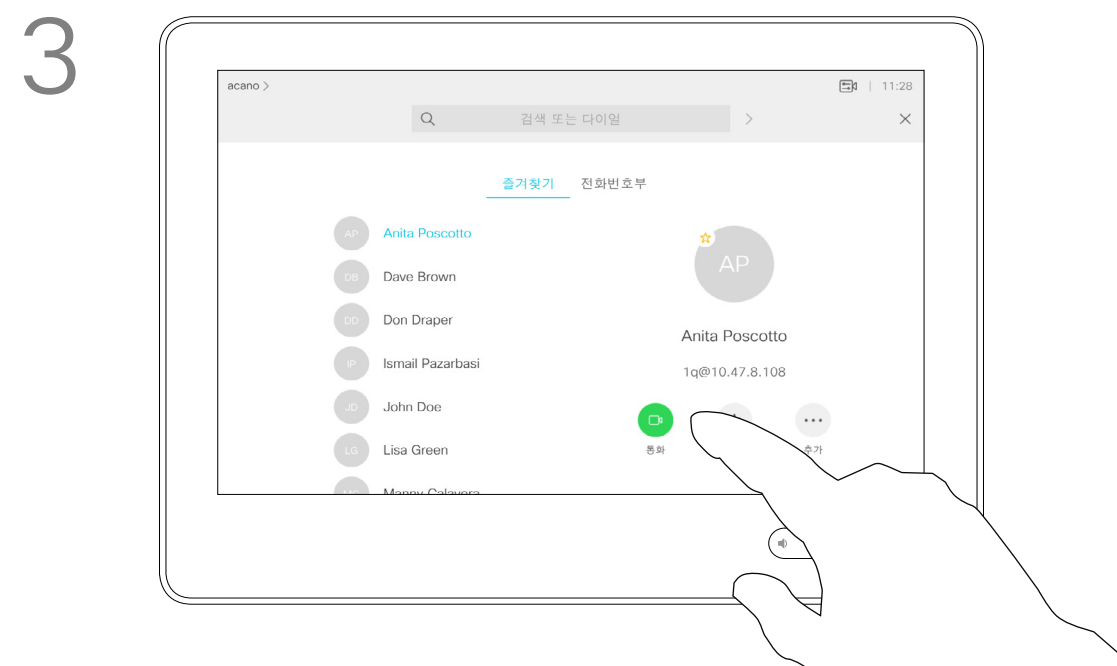 3
acano >
11:28
검색 또는 다이얼
즐겨찾기 전화번호부
AP Anita Poscotto
DB Dave Brown
DD Don Draper
IP Ismail Pazarbasi
JD John Doe
LG Lisa Green
Manny Calavera
AP
Anita Poscotto
1q@10.47.8.108
통화
추가